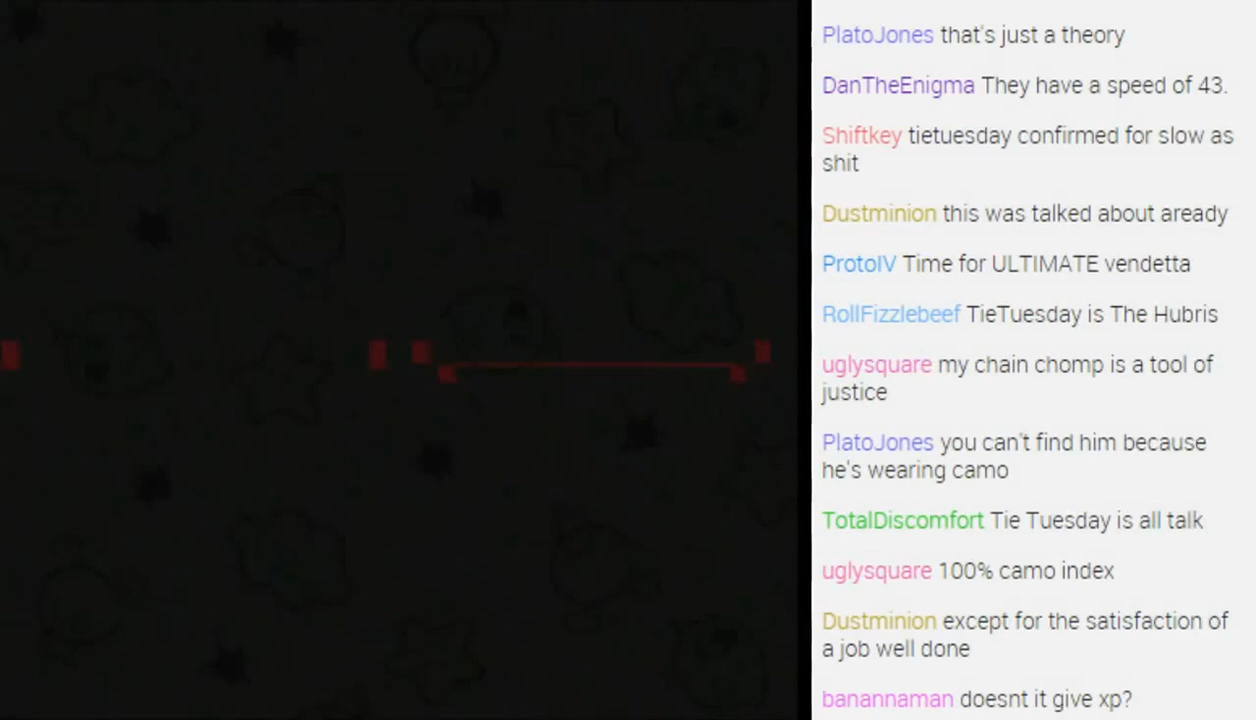 PlatoJones that's just a theory
DanTheEnigma They have a speed of 43.
Shiftkey tietuesday confirmed for slow as
shit
Dustminion this was talked about aready
ProtoIV Time for ULTIMATE vendetta
RollFizzlebeef TieTuesday is The Hubris
uglysquare my chain chomp is a tool of
justice
PlatoJones you can't find him because
he's wearing camo
TotalDiscomfort Tie Tuesday is all talk
uglysquare 100% camo index
Dustminion except for the satisfaction of
a job well done
banannaman doesnt it give xp?